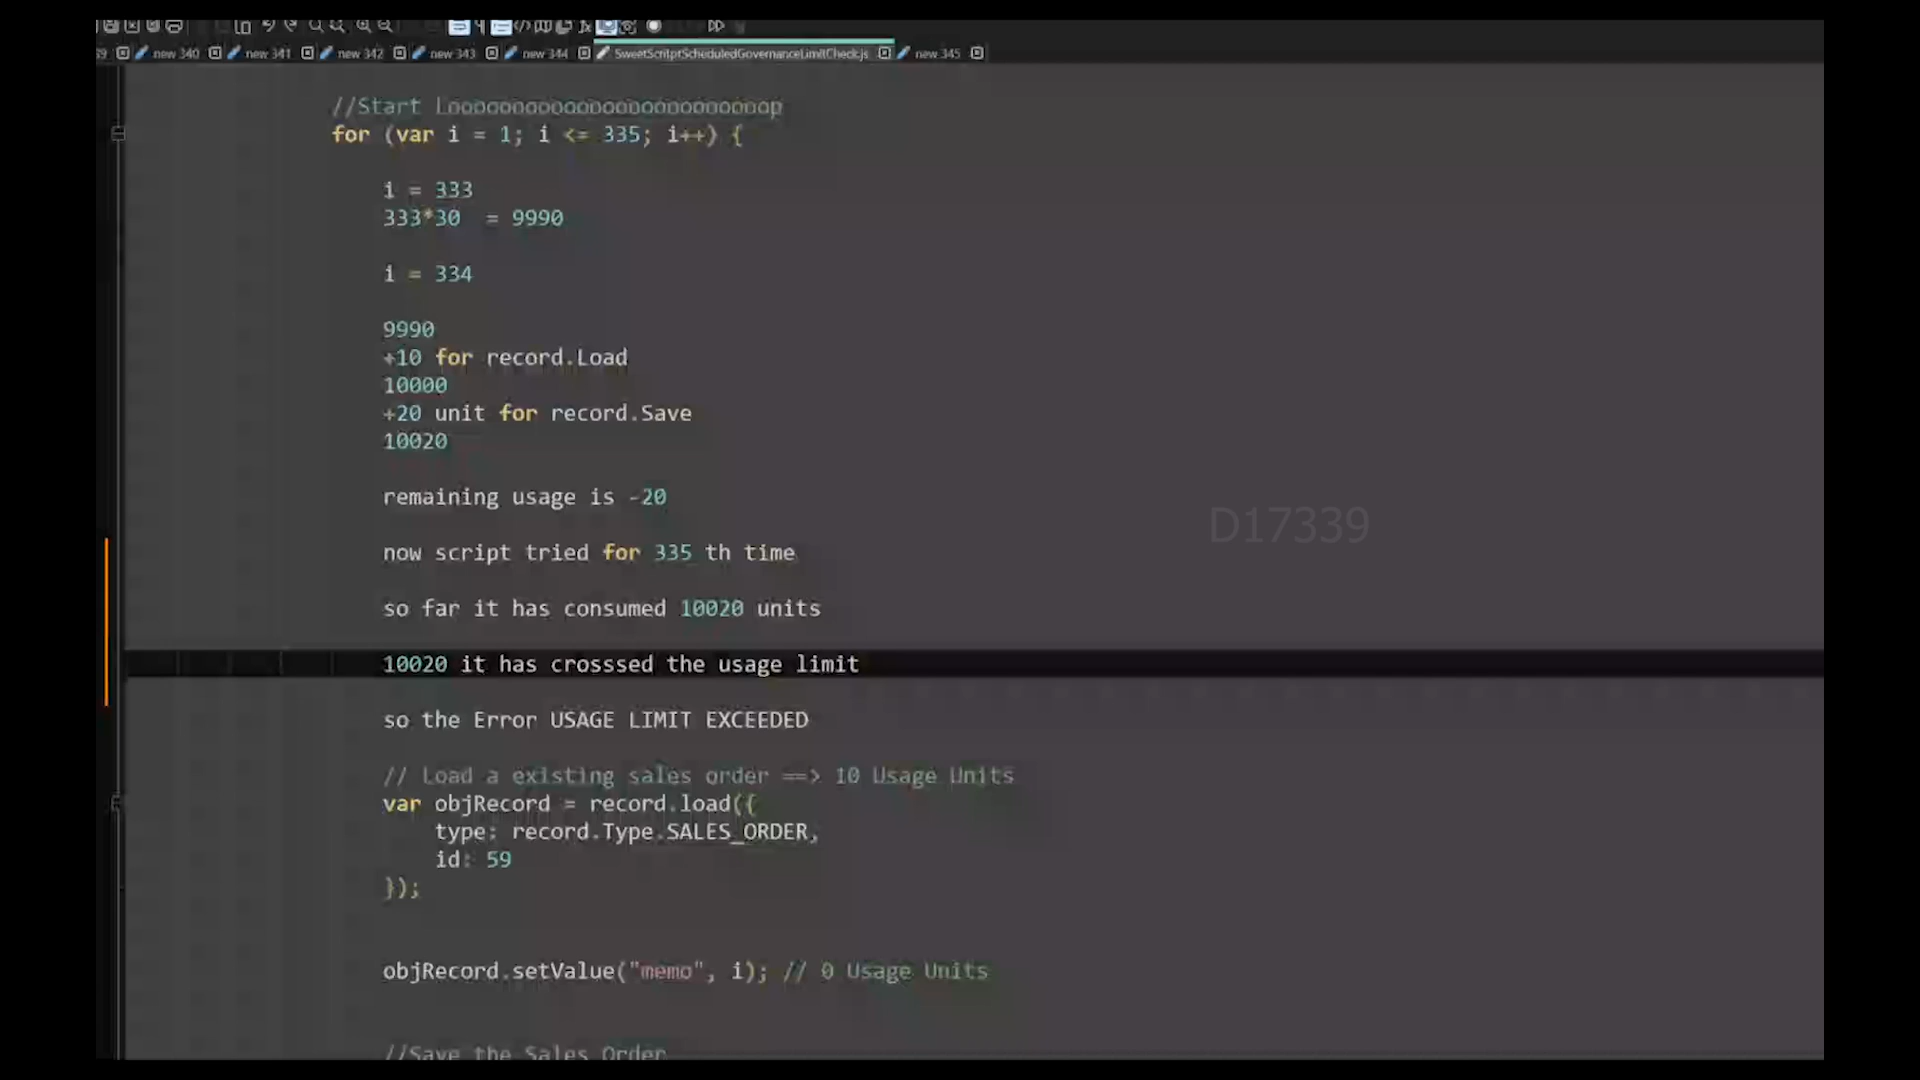 new 340 new 341 new 342 new 343 new 344 SweetScriptScheduledGovernanceLimitCheck.js new 345
for (var i = 1; i <= 335; i++) {
i = 333
333*30 = 9990
i = 334
9990
+10 for record.Load
10000
+20 unit for record.Save
10020
remaining usage is -20
D17339
now script tried for 335 th time
so far it has consumed 10020 units
10020 it has crosssed the usage limit
so the Error USAGE LIMIT EXCEEDED
// Load a existing sales order ==> 10 Usage Units
var objRecord = record.load({
type: record.Type.SALES_ORDER,
id: 59
});
objRecord.setValue("memo", i); // 0 Usage Units
//Save the Sales Order